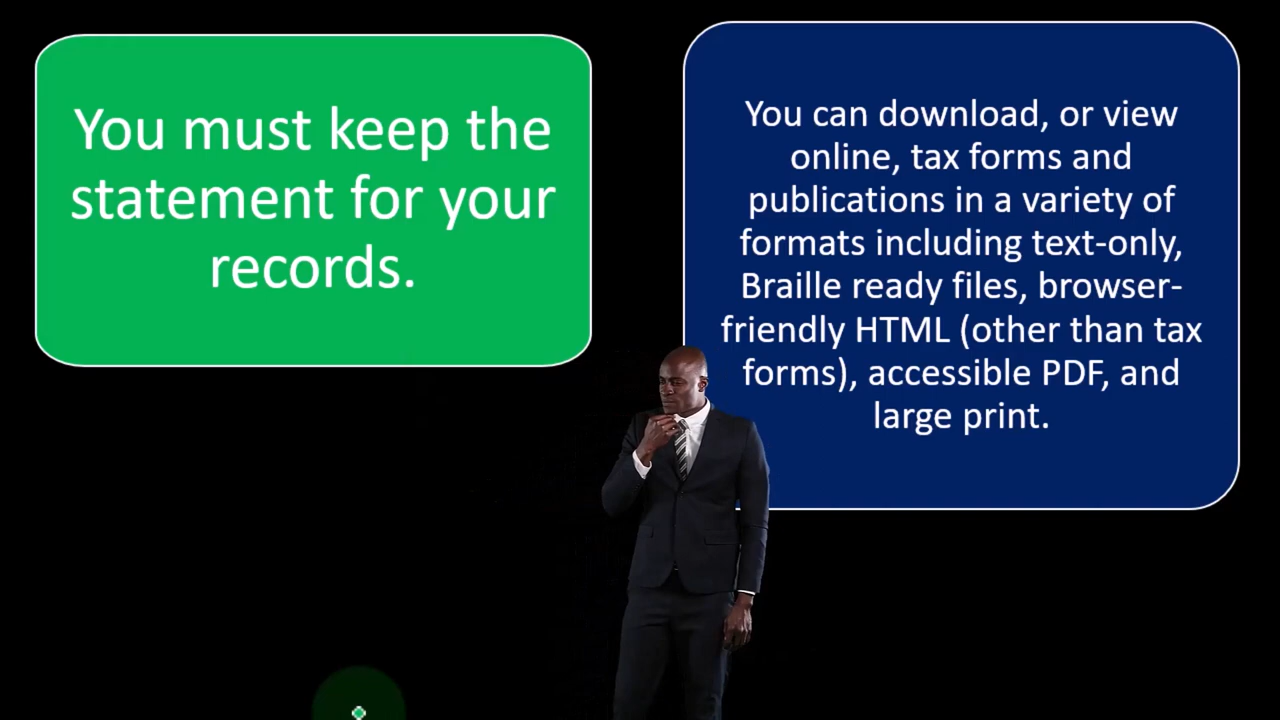 You must keep the
statement for your
records.
You can download, or view
online, tax forms and
publications in a variety of
formats including text-only,
Braille ready files, browser-
friendly HTML (other than tax
forms), accessible PDF, and
large print.